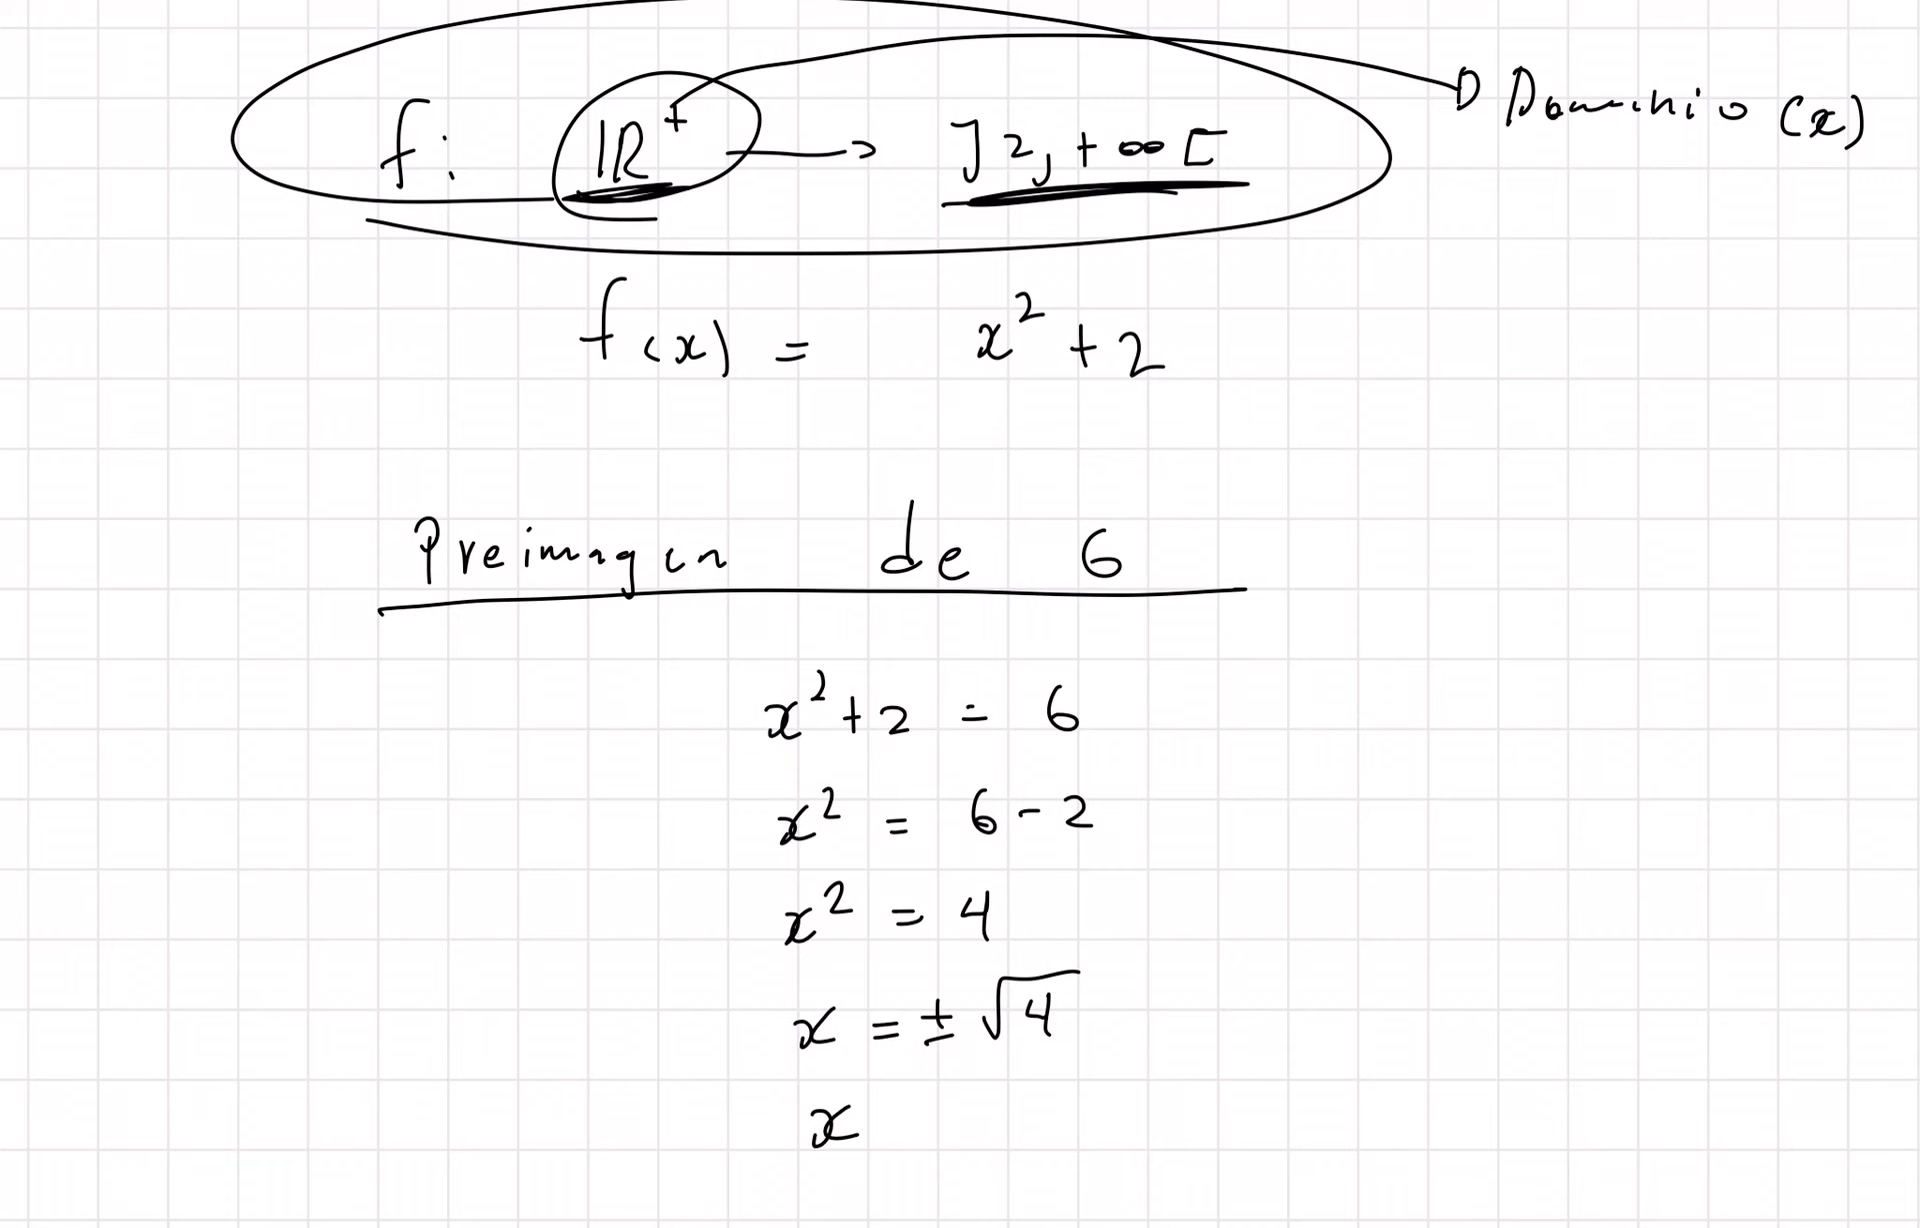 f: ℝ⁺ → ]2, +∞[ Dominio (x)
f(x) = x² + 2
Preimagen de 6
x² + 2 = 6
x² = 6 - 2
x² = 4
x = ± √4
x